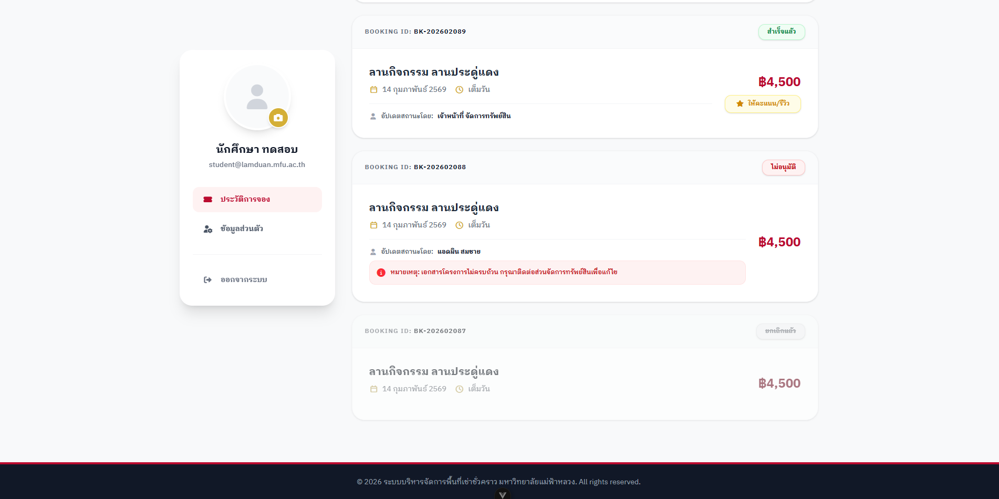 BOOKING ID: BK-202602089
สำเร็จแล้ว
ลานกิจกรรม ลานประดู่แดง
14 กุมภาพันธ์ 2569 เต็มวัน
อัปเดตสถานะโดย: เจ้าหน้าที่ จัดการทรัพย์สิน
฿4,500
ให้คะแนน/รีวิว
นักศึกษา ทดสอบ
student@lamduan.mfu.ac.th
ประวัติการจอง
ข้อมูลส่วนตัว
ออกจากระบบ
BOOKING ID: BK-202602088
ไม่อนุมัติ
ลานกิจกรรม ลานประดู่แดง
14 กุมภาพันธ์ 2569 เต็มวัน
อัปเดตสถานะโดย: แอดมิน สมชาย
หมายเหตุ: เอกสารโครงการไม่ครบถ้วน กรุณาติดต่อส่วนจัดการทรัพย์สินเพื่อแก้ไข
฿4,500
BOOKING ID: BK-202602087
ยกเลิกแล้ว
ลานกิจกรรม ลานประดู่แดง
14 กุมภาพันธ์ 2569 เต็มวัน
฿4,500
© 2026 ระบบบริหารจัดการพื้นที่เช่าชั่วคราว มหาวิทยาลัยแม่ฟ้าหลวง. All rights reserved.